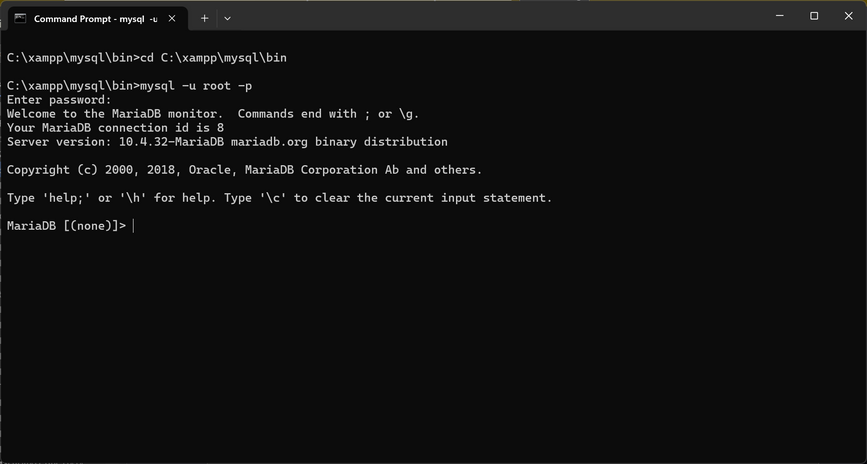 Command Prompt - mysql -u
C:\xampp\mysql\bin>cd C:\xampp\mysql\bin
C:\xampp\mysql\bin>mysql -u root -p
Enter password:
Welcome to the MariaDB monitor.  Commands end with ; or \g.
Your MariaDB connection id is 8
Server version: 10.4.32-MariaDB mariadb.org binary distribution
Copyright (c) 2000, 2018, Oracle, MariaDB Corporation Ab and others.
Type 'help;' or '\h' for help. Type '\c' to clear the current input statement.
MariaDB [(none)]>